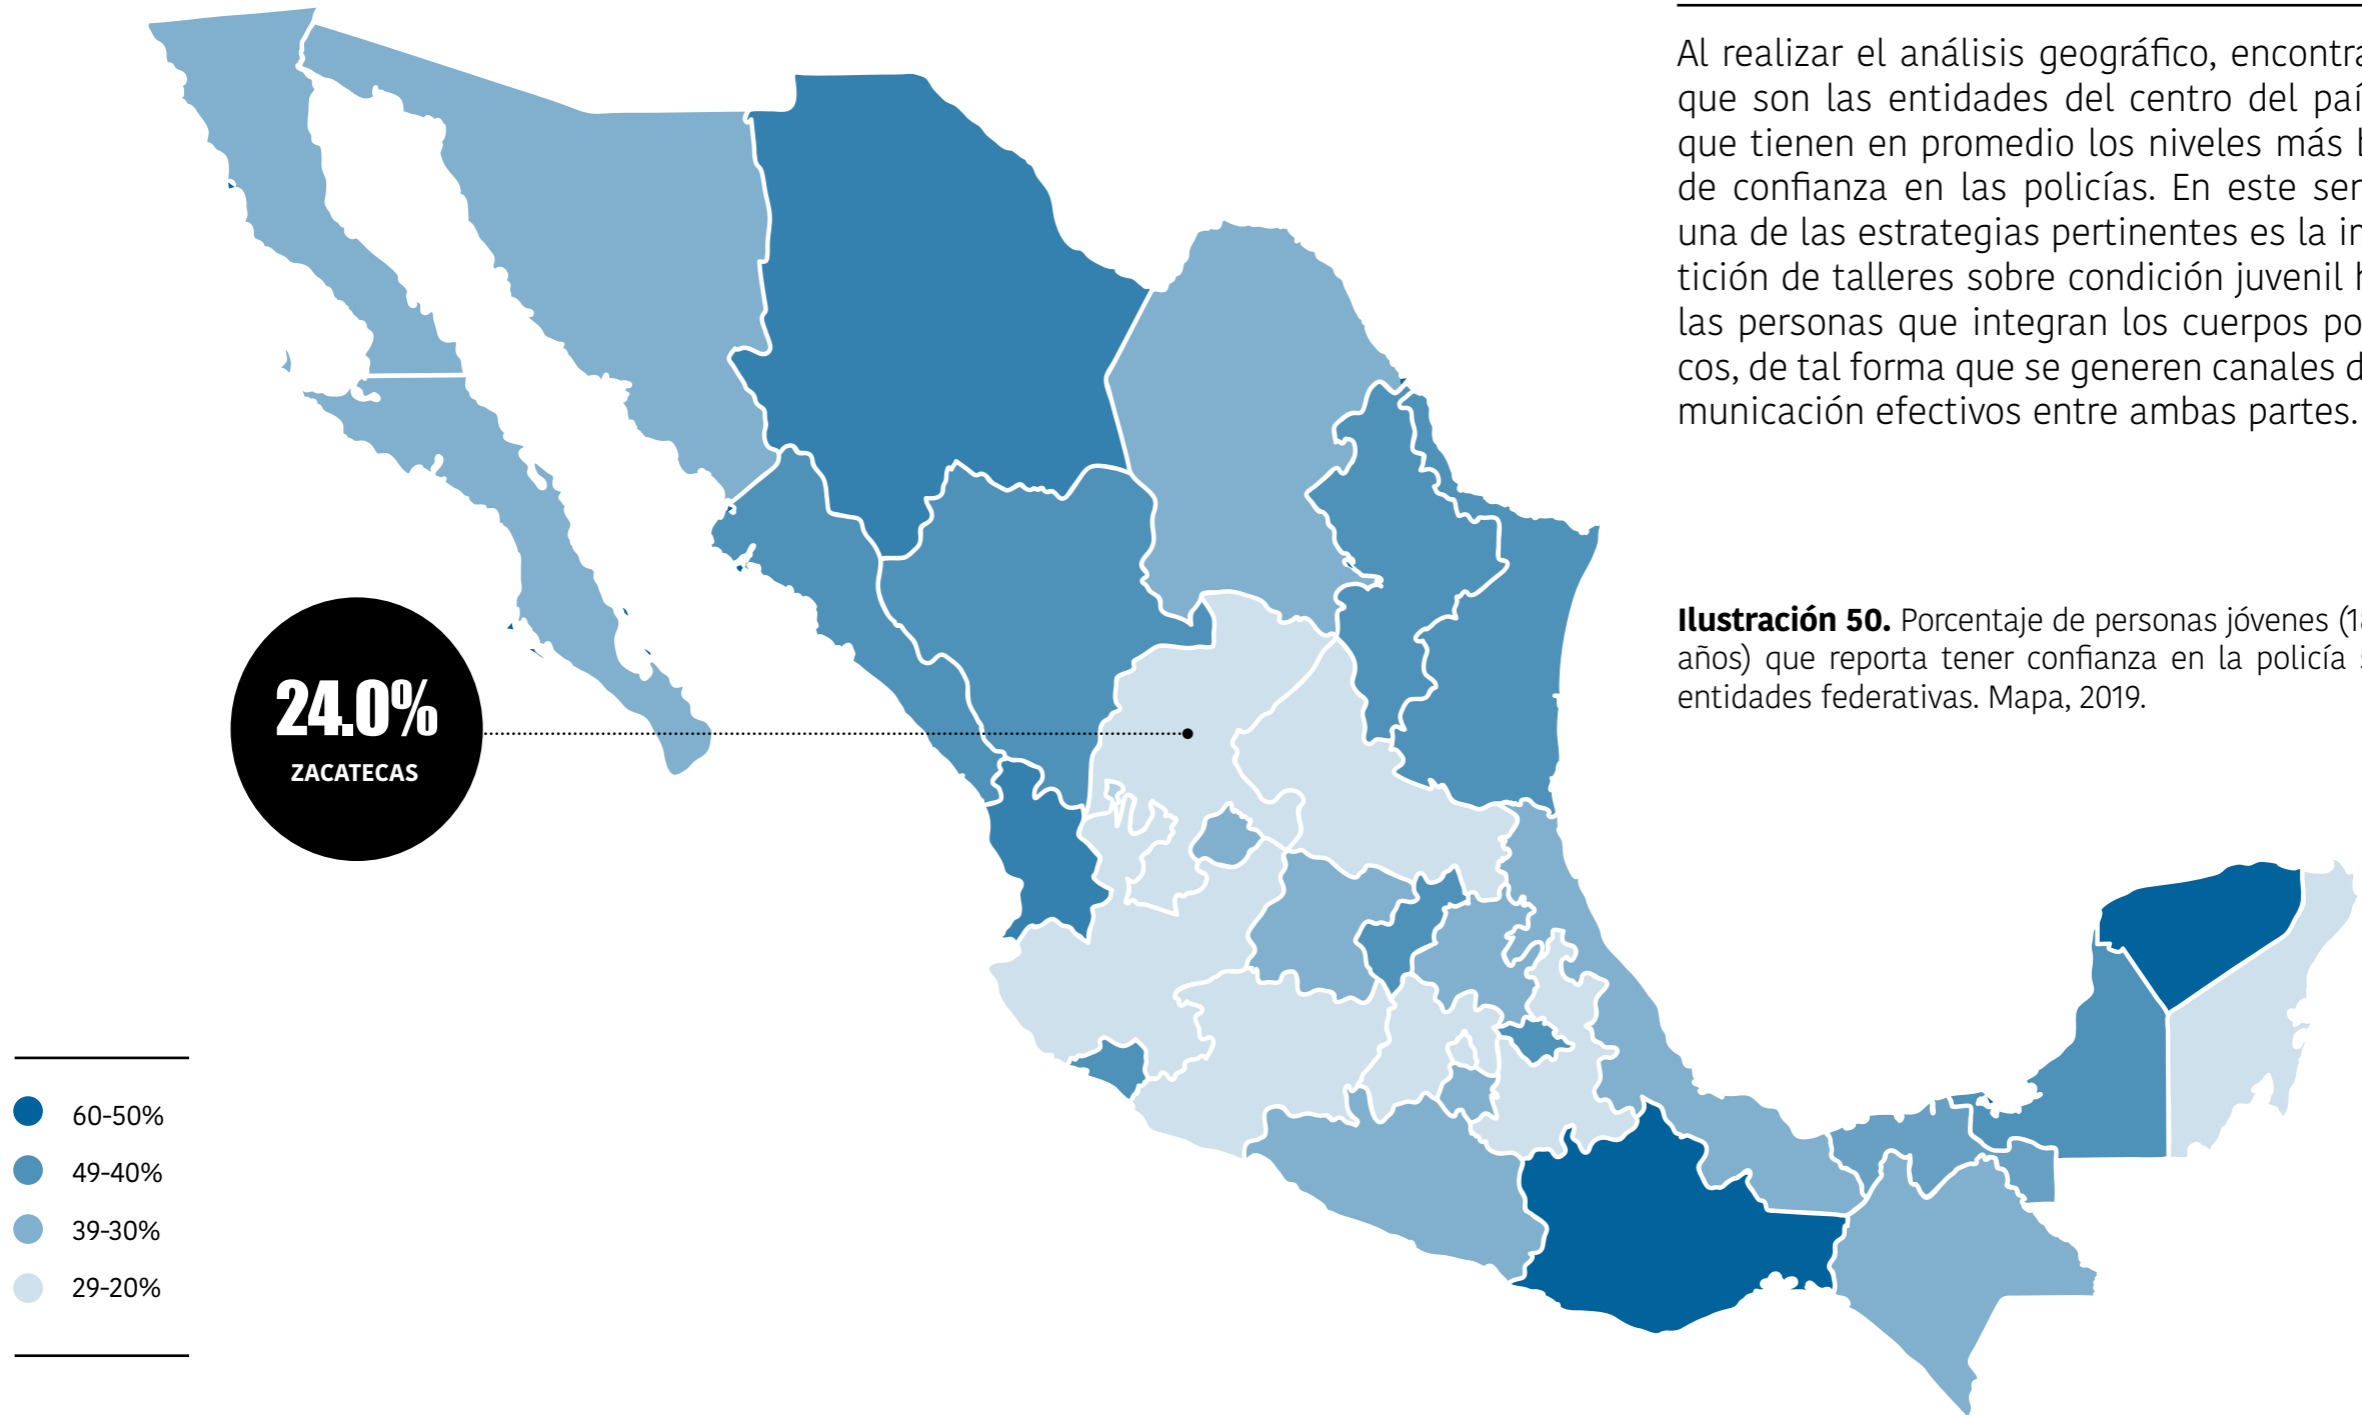 Al realizar el análisis geográfico, encontra
que son las entidades del centro del paí
que tienen en promedio los niveles más
de confianza en las policías. En este ser
una de las estrategias pertinentes es la
tición de talleres sobre condición juvenil
las personas que integran los cuerpos po
cos, de tal forma que se generen canales d
municación efectivos entre ambas partes.
Ilustración 50. Porcentaje de personas jóvenes
años) que reporta tener confianza en la policía s
entidades federativas. Mapa, 2019.
24.0%
ZACATECAS
60-50%
49-40%
39-30%
29-20%